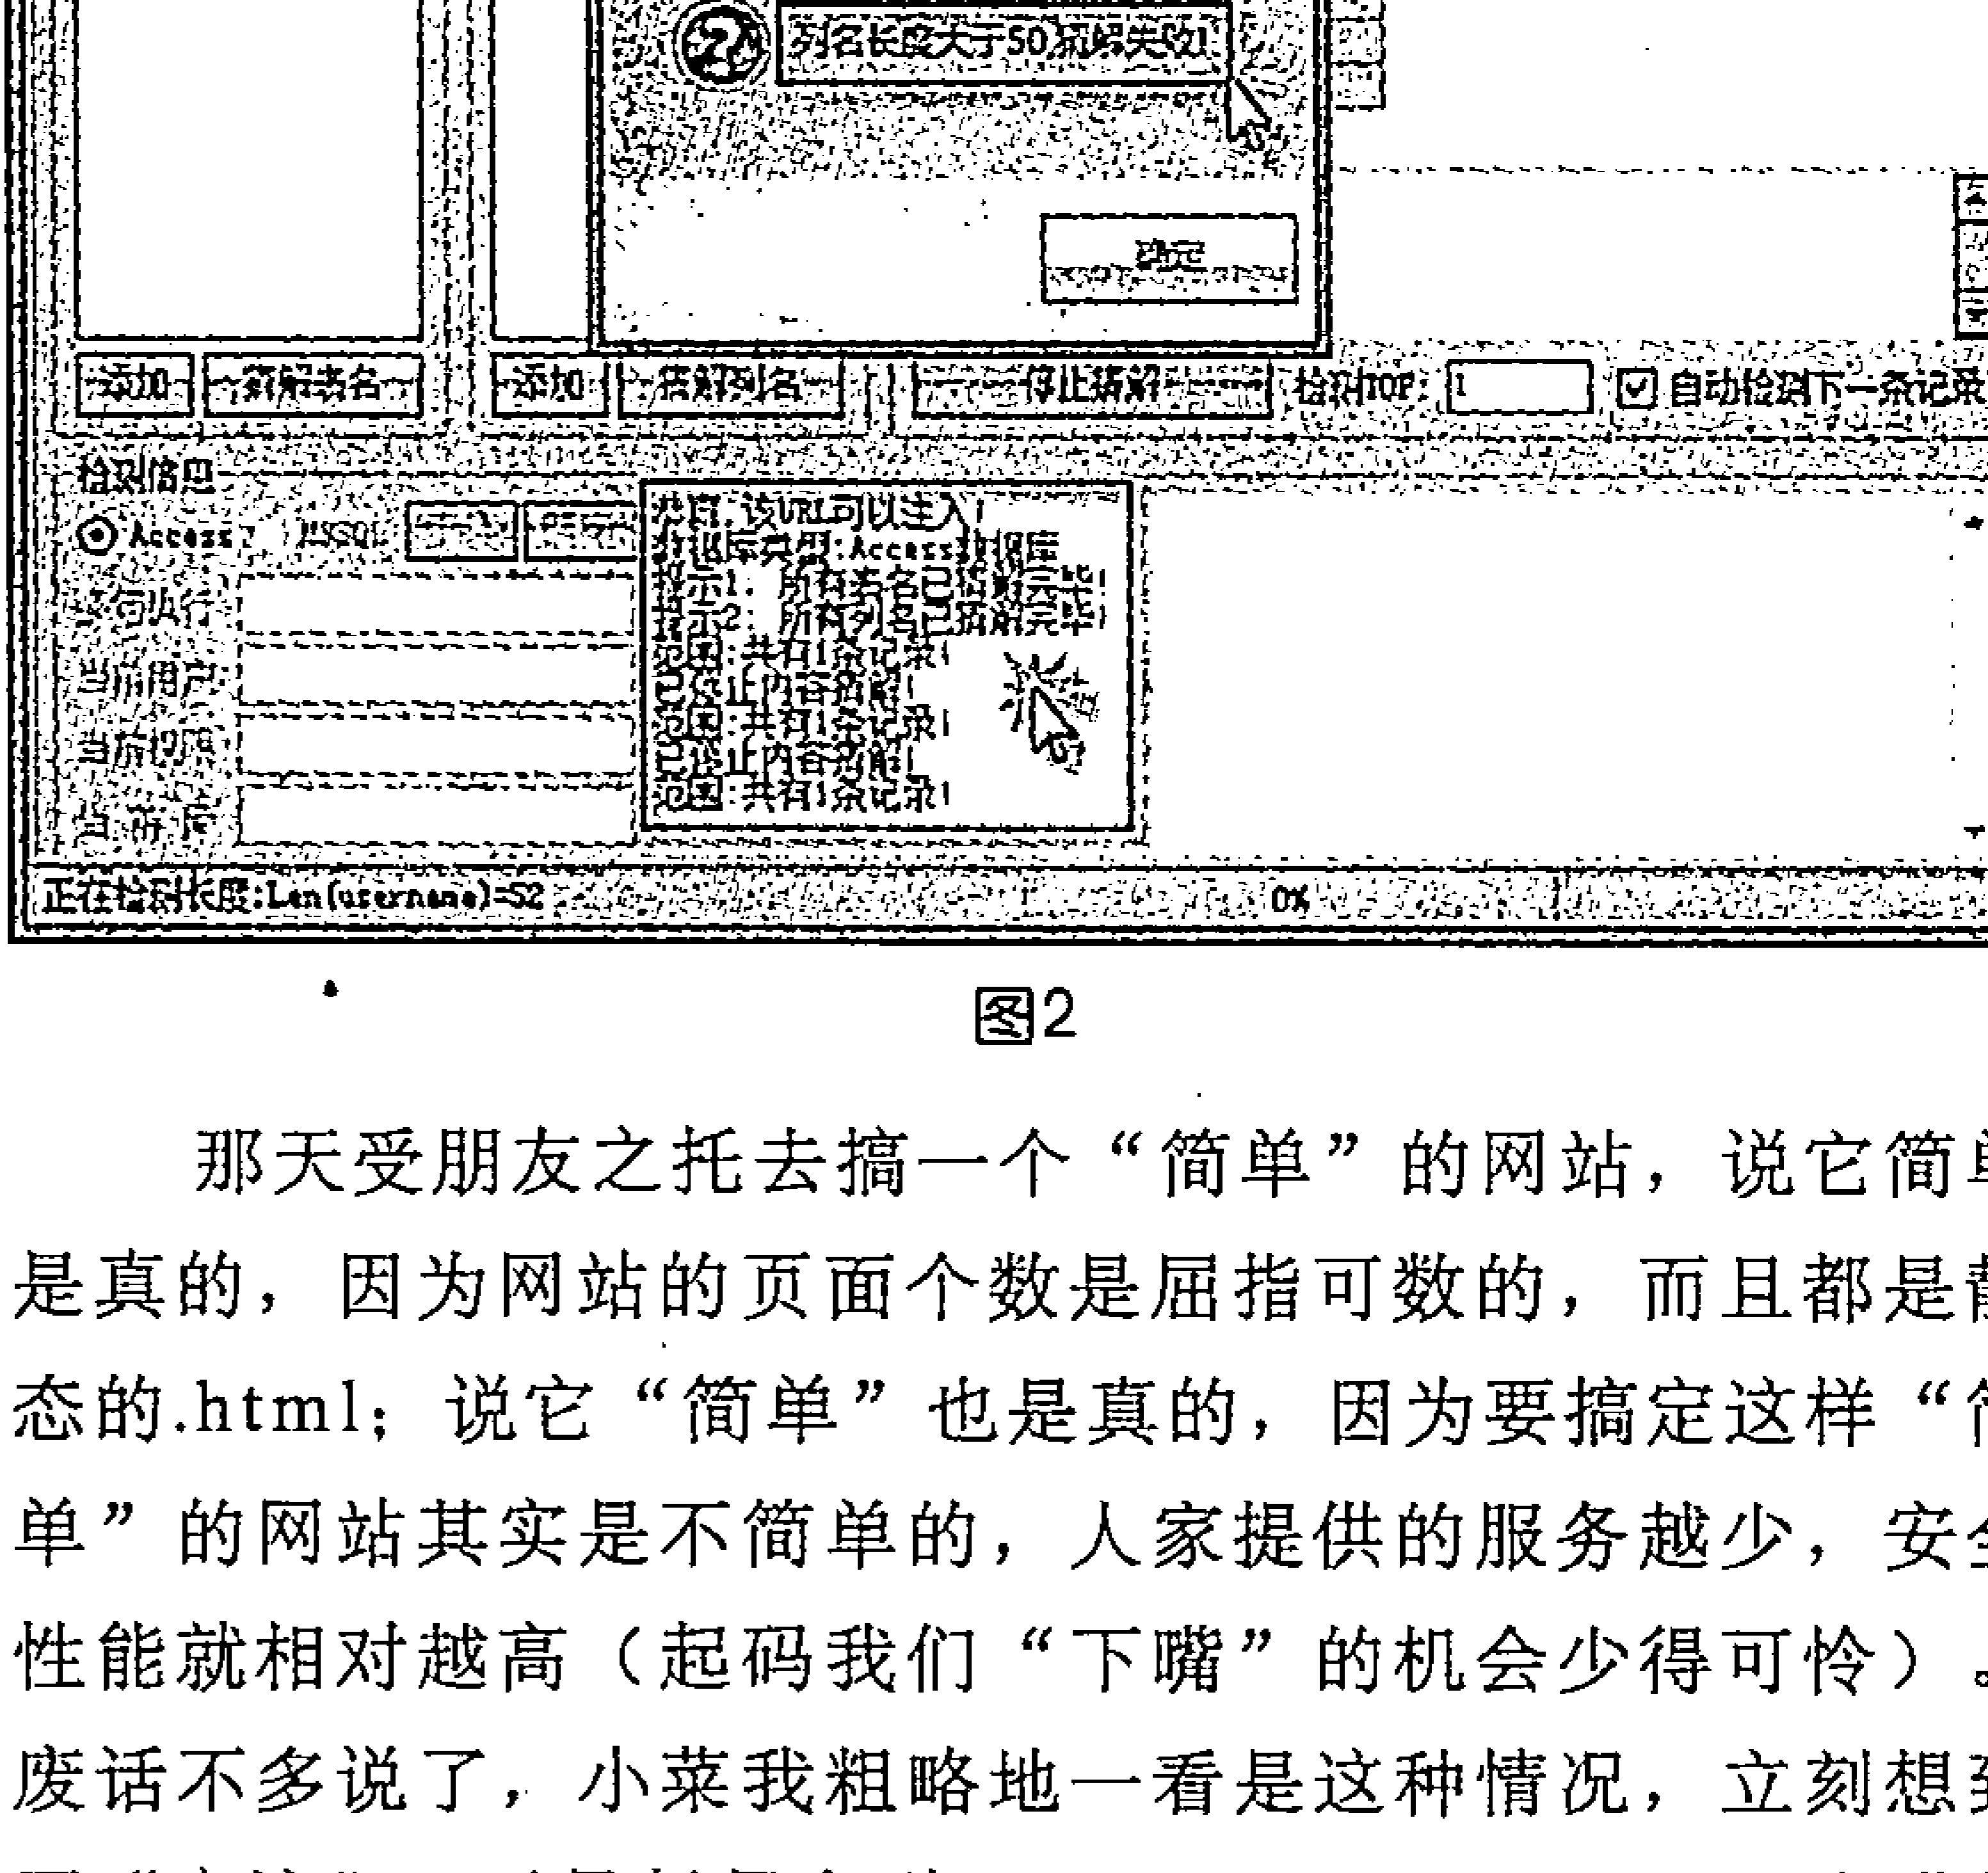 列名长度大于50,猜解失败!
确定
添加 猜解表名 添加 猜解列名 停止猜解 检测TOP: 1 自动检测下一条记录
检测信息
Access MSSQL
恭喜,该URL可以注入!
数据库类型:Access数据库
提示1: 所有表名已猜解完毕!
提示2: 所有列名已猜解完毕!
范围:共有1条记录!
已停止内容猜解!
范围:共有1条记录!
已停止内容猜解!
范围:共有1条记录!
当前用户
当前权限
当前库
正在检测长度:Len(username)=52 0%
图2
那天受朋友之托去搞一个“简单”的网站，说它简单
是真的，因为网站的页面个数是屈指可数的，而且都是静
态的.html；说它“简单”也是真的，因为要搞定这样“简
单”的网站其实是不简单的，人家提供的服务越少，安全
性能就相对越高（起码我们“下嘴”的机会少得可怜）。
废话不多说了，小菜我粗略地一看是这种情况，立刻想到